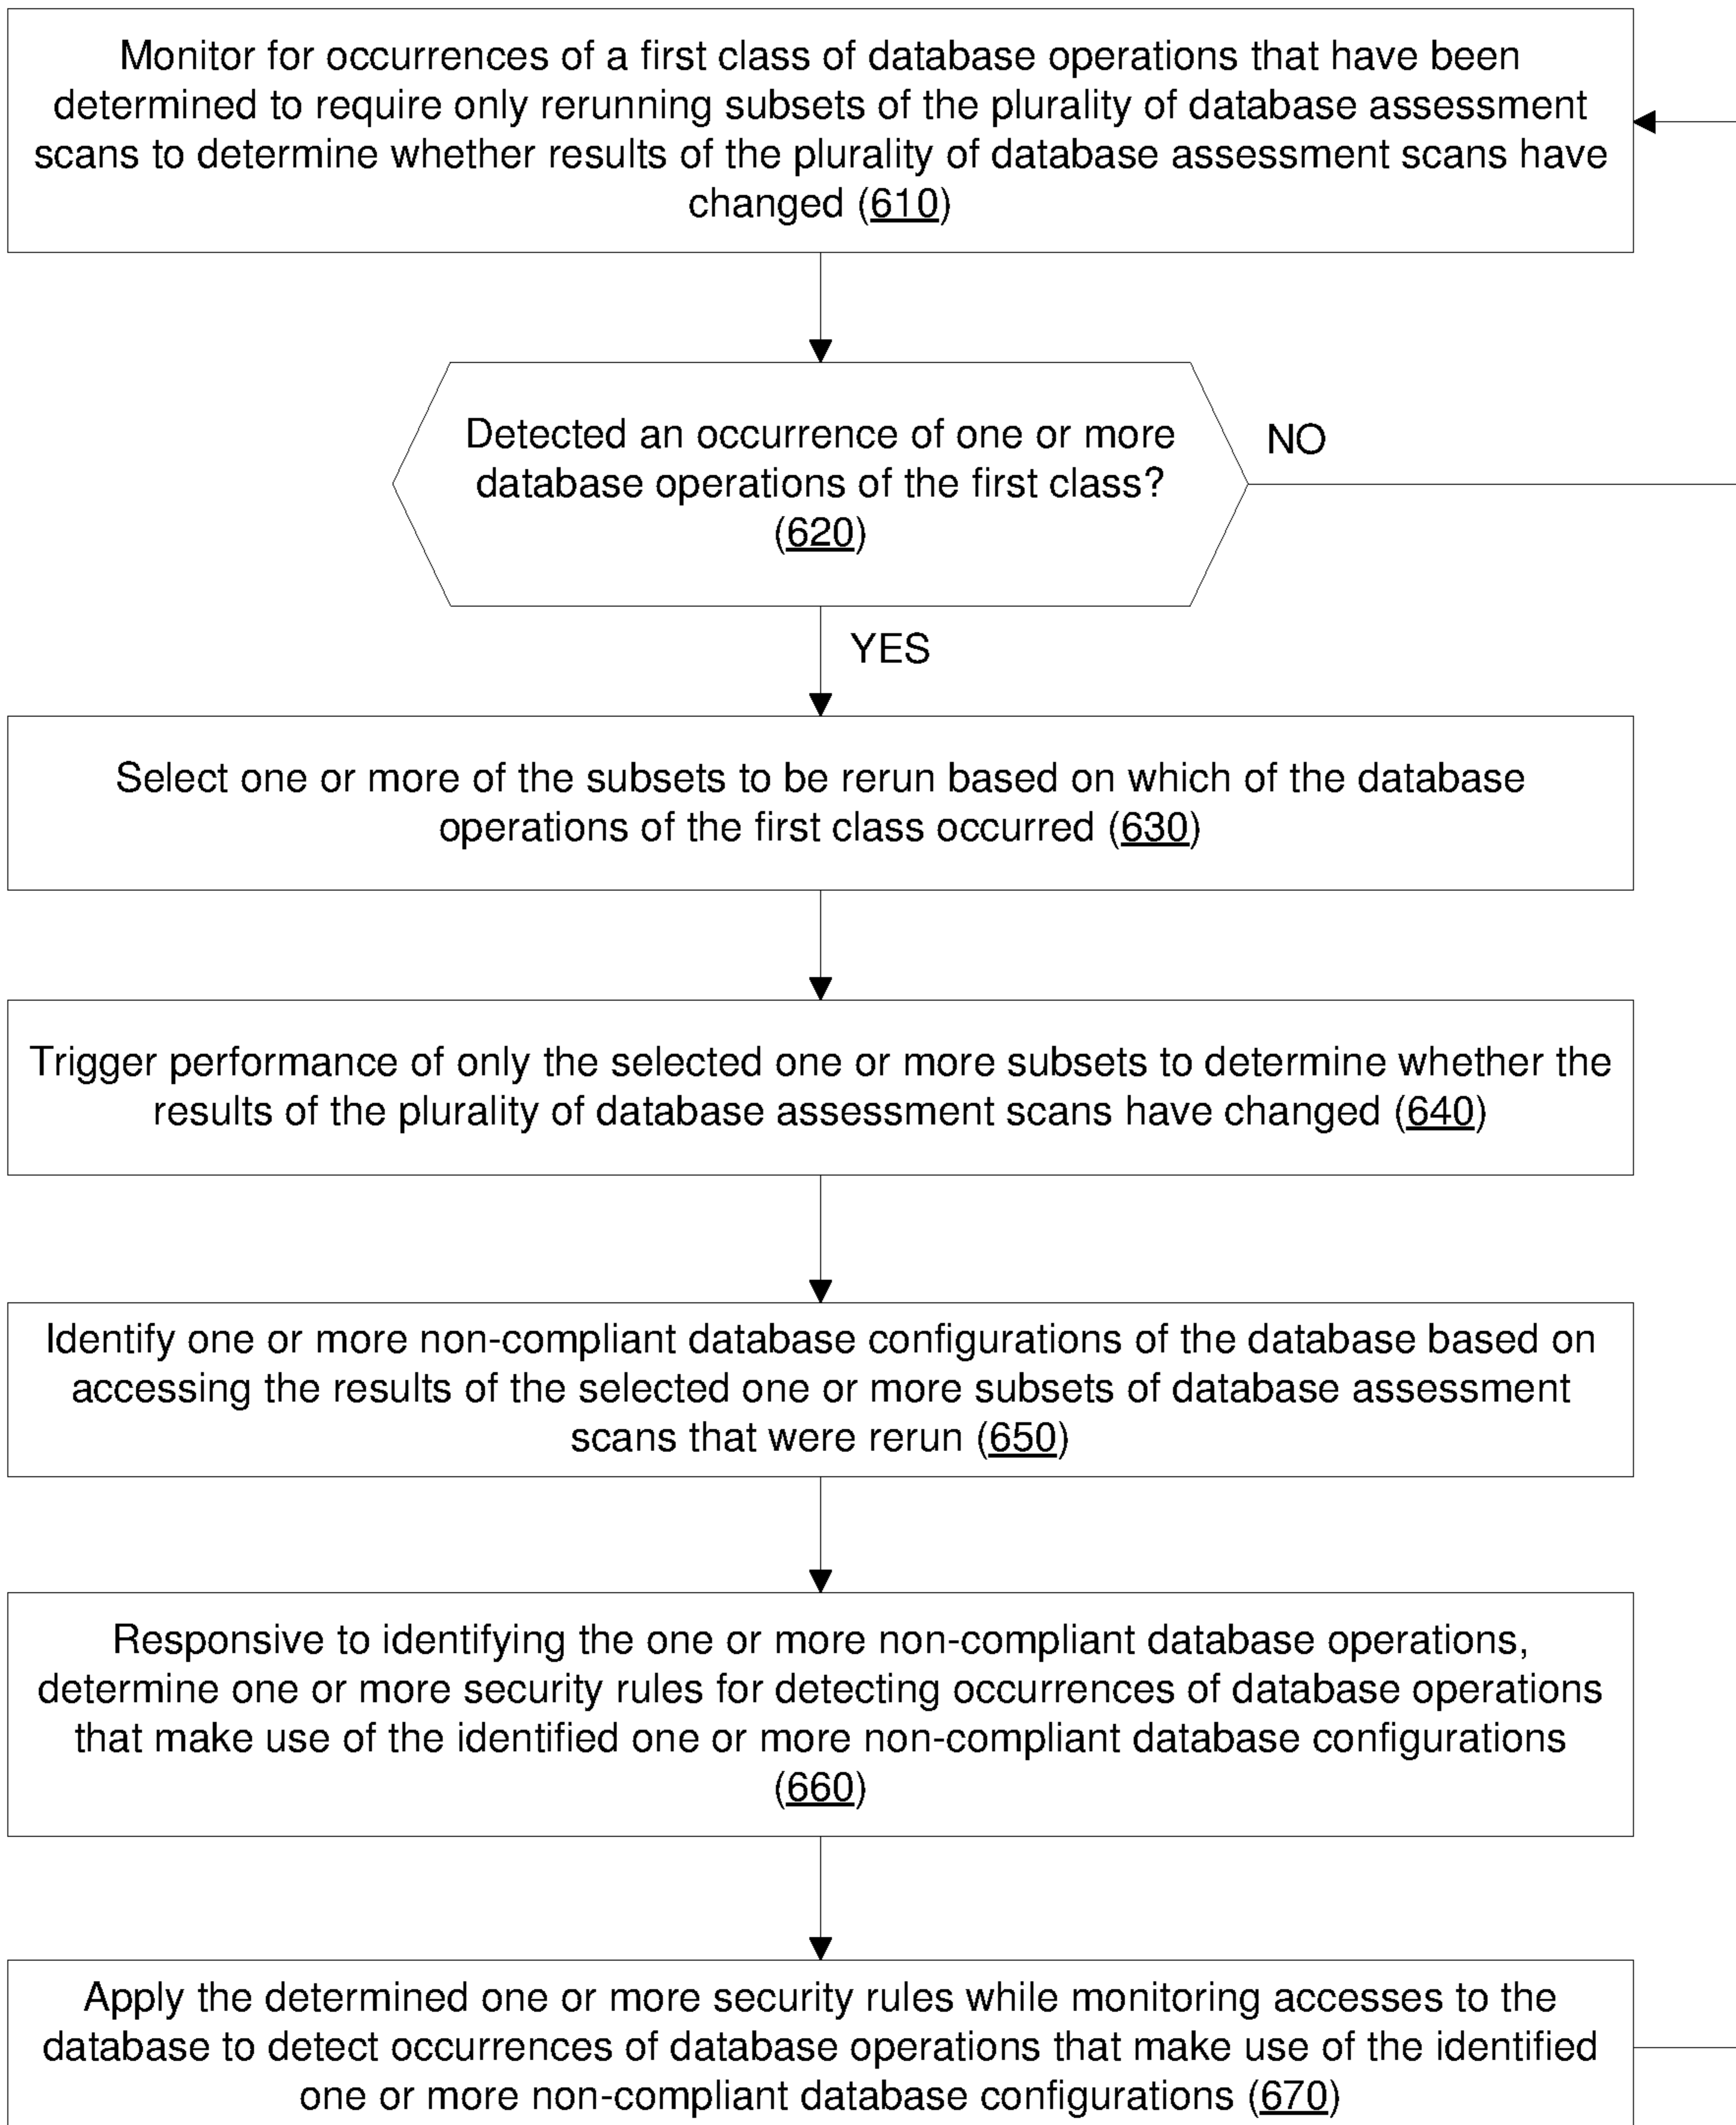 Monitor for occurrences of a first class of database operations that have been
determined to require only rerunning subsets of the plurality of database assessment
scans to determine whether results of the plurality of database assessment scans have
changed (610)
Detected an occurrence of one or more
database operations of the first class?
(620)
NO
YES
Select one or more of the subsets to be rerun based on which of the database
operations of the first class occurred (630)
Trigger performance of only the selected one or more subsets to determine whether the
results of the plurality of database assessment scans have changed (640)
Identify one or more non-compliant database configurations of the database based on
accessing the results of the selected one or more subsets of database assessment
scans that were rerun (650)
Responsive to identifying the one or more non-compliant database operations,
determine one or more security rules for detecting occurrences of database operations
that make use of the identified one or more non-compliant database configurations
(660)
Apply the determined one or more security rules while monitoring accesses to the
database to detect occurrences of database operations that make use of the identified
one or more non-compliant database configurations (670)